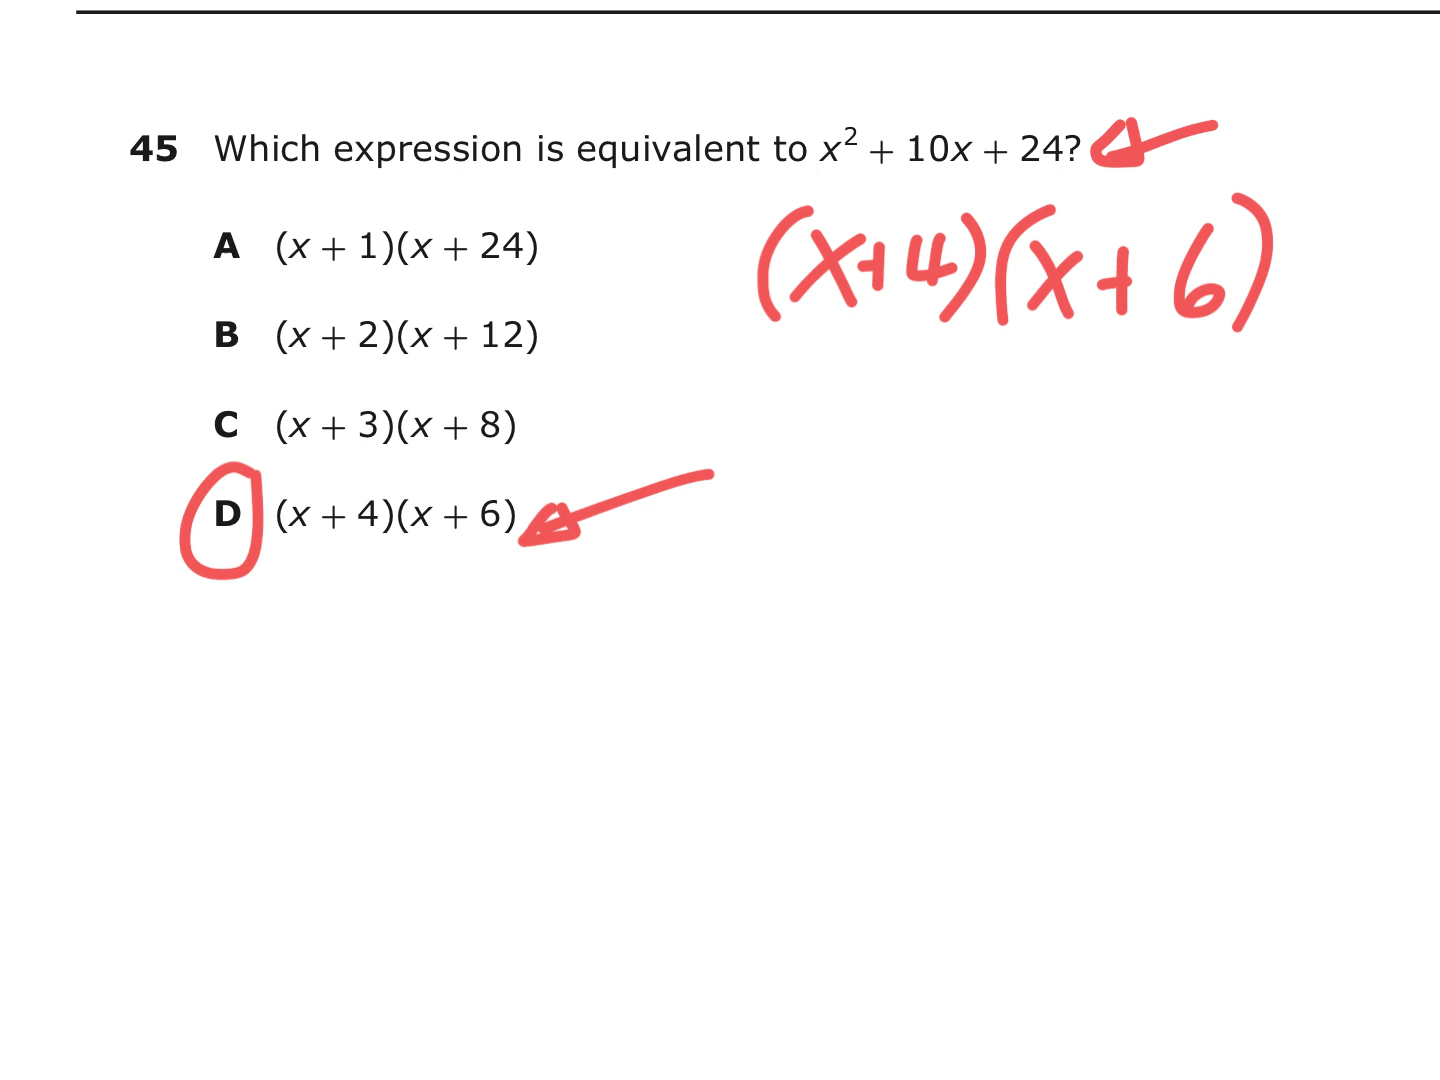 45 Which expression is equivalent to x² + 10x + 24?
(x+4)(x+6)
A (x + 1)(x + 24)
B (x + 2)(x + 12)
C (x + 3)(x + 8)
D (x + 4)(x + 6)